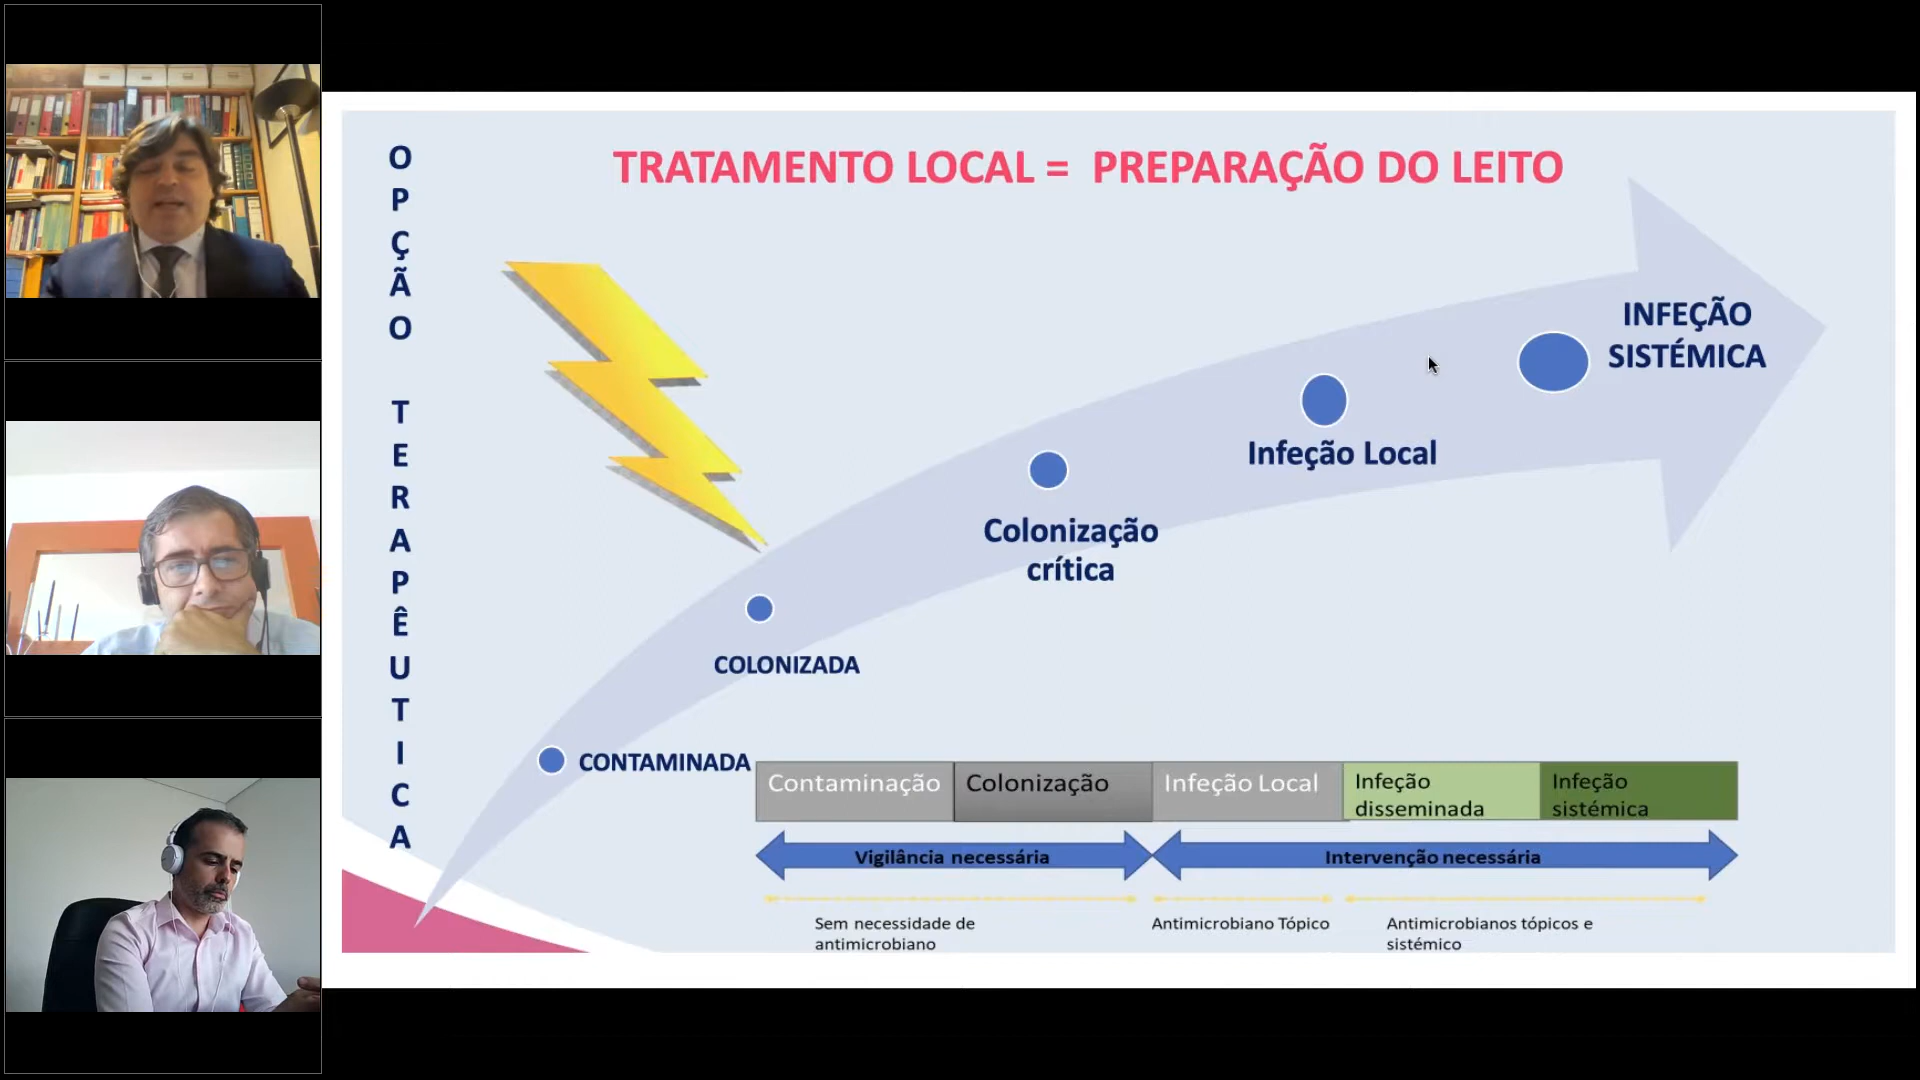 OPÇÃO TERAPÊUTICA
TRATAMENTO LOCAL = PREPARAÇÃO DO LEITO
INFEÇÃO
SISTÉMICA
Infeção Local
Colonização
crítica
COLONIZADA
CONTAMINADA
Contaminação
Colonização
Infeção Local
Infeção
disseminada
Infeção
sistémica
Vigilância necessária
Intervenção necessária
Sem necessidade de
antimicrobiano
Antimicrobiano Tópico
Antimicrobianos tópicos e
sistémico